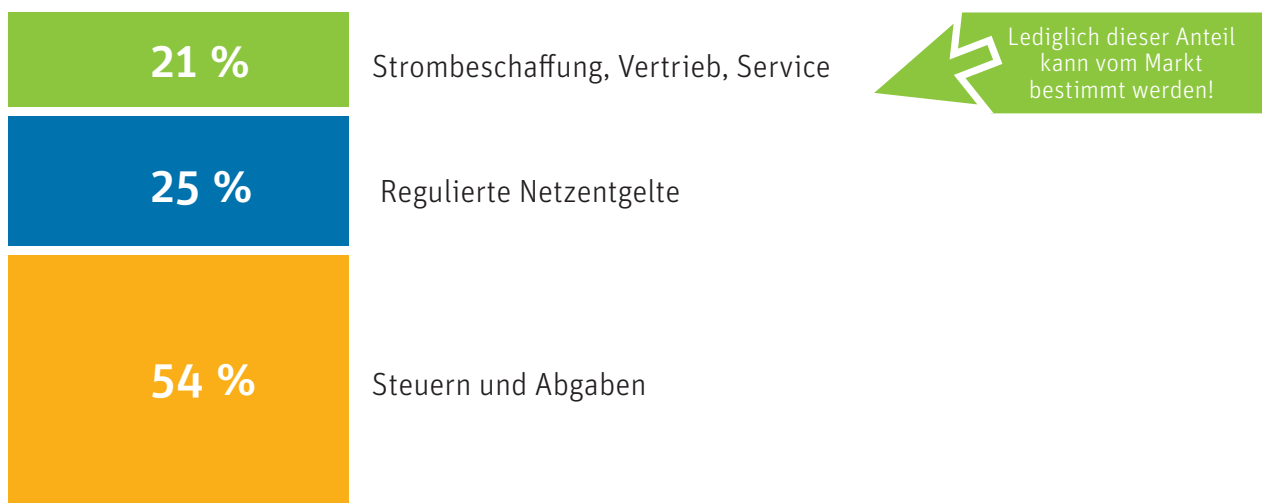 21 %
Strombeschaffung, Vertrieb, Service
Lediglich dieser Anteil
kann vom Markt
bestimmt werden!
25 %
Regulierte Netzentgelte
54 %
Steuern und Abgaben